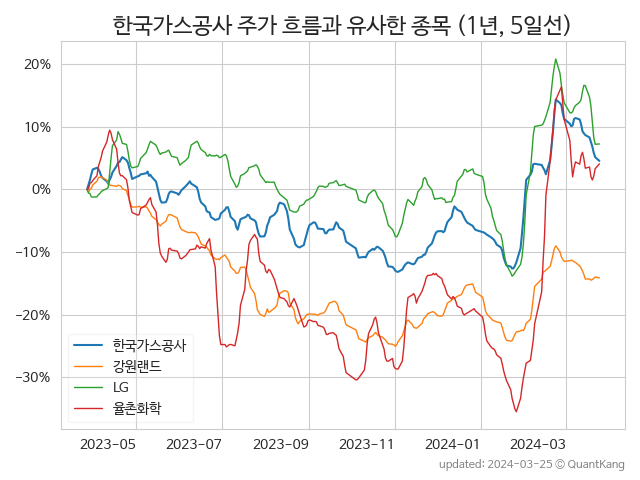 한국가스공사 주가 흐름과 유사한 종목 (1년, 5일선)
20%
10%
0%
−10%
−20%
−30%
한국가스공사
강원랜드
LG
율촌화학
2023−05
2023−07
2023−09
2023−11
2024−01
2024−03
updated: 2024-03-25 © QuantKang